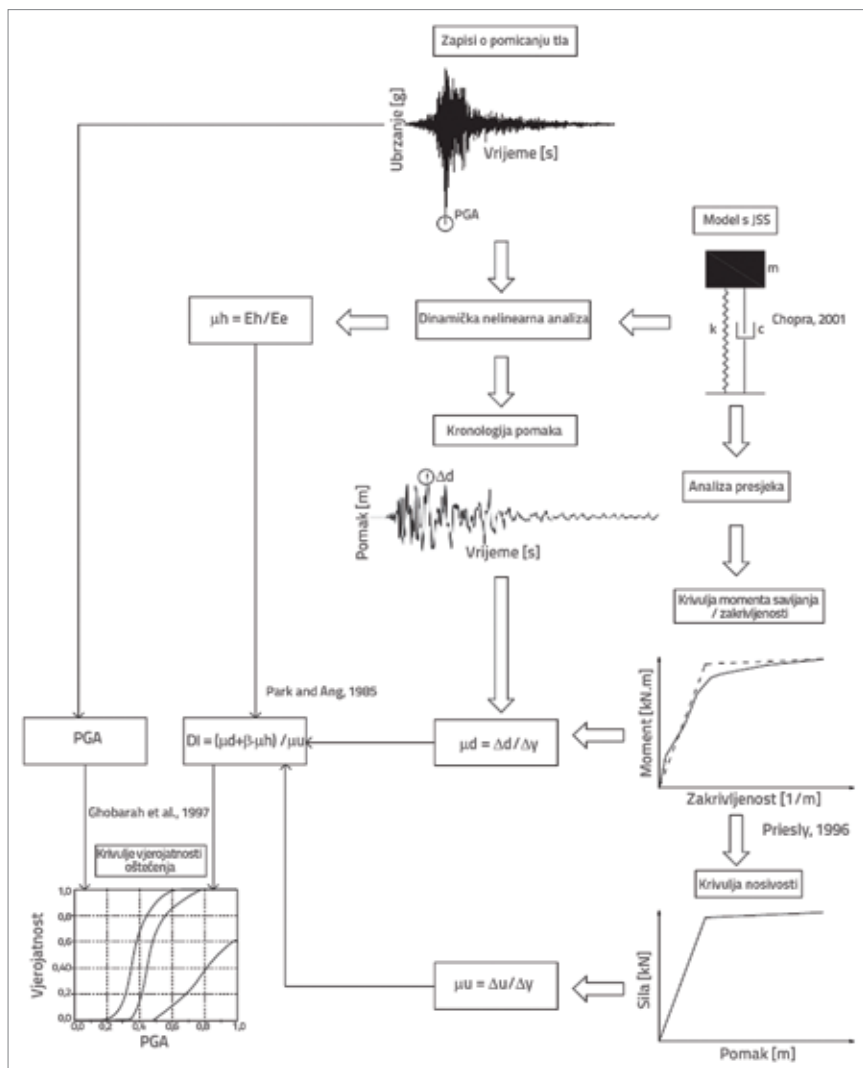 Zapisi o pomicanju tla
Ubrzanje [g]
Vrijeme [s]
PGA
Model s JSS
m
k
c
Chopra, 2001
μh = Eh/Ee
Dinamička nelinearna analiza
Kronologija pomaka
Δd
Pomak [m]
Vrijeme [s]
Analiza presjeka
Krivulja momenta savijanja
/ zakrivljenosti
Park and Ang, 1985
PGA
DI = (μd+β·μh) /μu
μd = Δd/Δy
Moment [kN.m]
Zakrivljenost [1/m]
Priesly, 1996
Ghobarah et al., 1997
Krivulje vjerojatnosti
oštećenja
Krivulja nosivosti
Vjerojatnost
1,0
0,8
0,6
0,40
0,2
0,0
0,0 0,2 0,4 0,6 0,8 1,0
PGA
μu = Δu/Δy
Sila [kN]
Pomak [m]